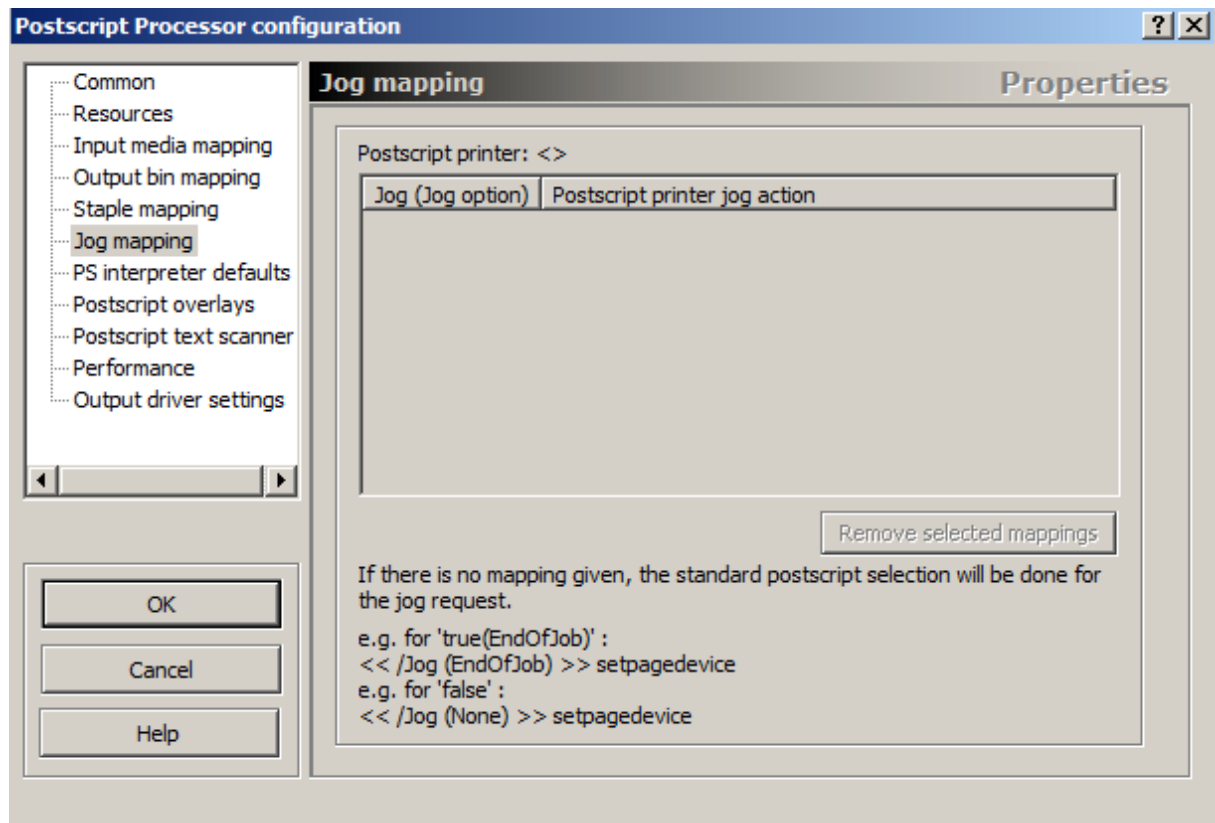 Postscript Processor configuration
Common
Resources
Input media mapping
Output bin mapping
Staple mapping
Jog mapping
PS interpreter defaults
Postscript overlays
Postscript text scanner
Performance
Output driver settings
OK
Cancel
Help
Jog mapping Properties
Postscript printer: <>
Jog (Jog option) Postscript printer jog action
Remove selected mappings
If there is no mapping given, the standard postscript selection will be done for
the jog request.
e.g. for 'true(EndOfJob)' :
<< /Jog (EndOfJob) >> setpagedevice
e.g. for 'false' :
<< /Jog (None) >> setpagedevice